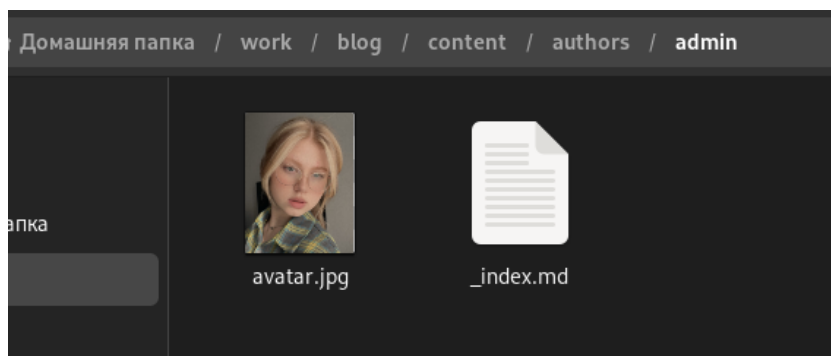 Домашняя папка / work / blog / content / authors / admin
апка
avatar.jpg
_index.md